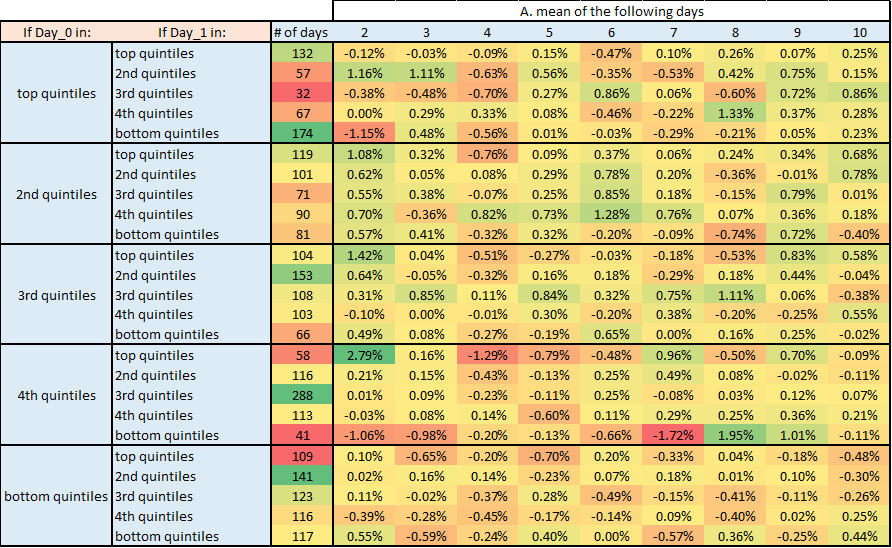 A. mean of the following days
If Day_0 in: If Day_1 in: # of days 2 3 4 5 6 7 8 9 10
top quintiles 132 -0.12% -0.03% -0.09% 0.15% -0.47% 0.10% 0.26% 0.07% 0.25%
2nd quintiles 57 1.16% 1.11% -0.63% 0.56% -0.35% -0.53% 0.42% 0.75% 0.15%
top quintiles 3rd quintiles 32 -0.38% -0.48% -0.70% 0.27% 0.86% 0.06% -0.60% 0.72% 0.86%
4th quintiles 67 0.00% 0.29% 0.33% 0.08% -0.46% -0.22% 1.33% 0.37% 0.28%
bottom quintiles 174 -1.15% 0.48% -0.56% 0.01% -0.03% -0.29% -0.21% 0.05% 0.23%
top quintiles 119 1.08% 0.32% -0.76% 0.09% 0.37% 0.06% 0.24% 0.34% 0.68%
2nd quintiles 101 0.62% 0.05% 0.08% 0.29% 0.78% 0.20% -0.36% -0.01% 0.78%
2nd quintiles 3rd quintiles 71 0.55% 0.38% -0.07% 0.25% 0.85% 0.18% -0.15% 0.79% 0.01%
4th quintiles 90 0.70% -0.36% 0.82% 0.73% 1.28% 0.76% 0.07% 0.36% 0.18%
bottom quintiles 81 0.57% 0.41% -0.32% 0.32% -0.20% -0.09% -0.74% 0.72% -0.40%
top quintiles 104 1.42% 0.04% -0.51% -0.27% -0.03% -0.18% -0.53% 0.83% 0.58%
2nd quintiles 153 0.64% -0.05% -0.32% 0.16% 0.18% -0.29% 0.18% 0.44% -0.04%
3rd quintiles 3rd quintiles 108 0.31% 0.85% 0.11% 0.84% 0.32% 0.75% 1.11% 0.06% -0.38%
4th quintiles 103 -0.10% 0.00% -0.01% 0.30% -0.20% 0.38% -0.20% -0.25% 0.55%
bottom quintiles 66 0.49% 0.08% -0.27% -0.19% 0.65% 0.00% 0.16% 0.25% -0.02%
top quintiles 58 2.79% 0.16% -1.29% -0.79% -0.48% 0.96% -0.50% 0.70% -0.09%
2nd quintiles 116 0.21% 0.15% -0.43% -0.13% 0.25% 0.49% 0.08% -0.02% -0.11%
4th quintiles 3rd quintiles 288 0.01% 0.09% -0.23% -0.11% 0.25% -0.08% 0.03% 0.12% 0.07%
4th quintiles 113 -0.03% 0.08% 0.14% -0.60% 0.11% 0.29% 0.25% 0.36% 0.21%
bottom quintiles 41 -1.06% -0.98% -0.20% -0.13% -0.66% -1.72% 1.95% 1.01% -0.11%
top quintiles 109 0.10% -0.65% -0.20% -0.70% 0.20% -0.33% 0.04% -0.18% -0.48%
2nd quintiles 141 0.02% 0.16% 0.14% -0.23% 0.07% 0.18% 0.01% 0.10% -0.30%
bottom quintiles 3rd quintiles 123 0.11% -0.02% -0.37% 0.28% -0.49% -0.15% -0.41% -0.11% -0.26%
4th quintiles 116 -0.39% -0.28% -0.45% -0.17% -0.14% 0.09% -0.40% 0.02% 0.25%
bottom quintiles 117 0.55% -0.59% -0.24% 0.40% 0.00% -0.57% 0.36% -0.25% 0.44%